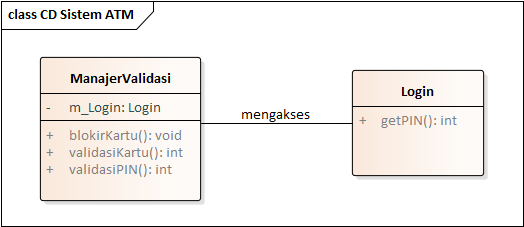 class CD Sistem ATM
ManajerValidasi
- m_Login: Login
+ blokirKartu(): void
+ validasiKartu(): int
+ validasiPIN(): int
mengakses
Login
+ getPIN(): int